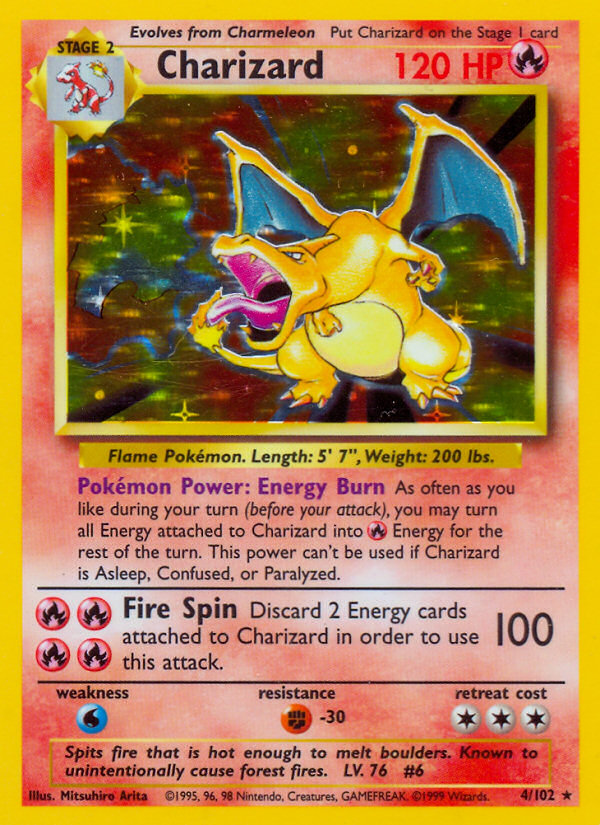 Evolves from Charmeleon Put Charizard on the Stage 1 card
STAGE 2
Charizard 120 HP
Flame Pokémon. Length: 5' 7", Weight: 200 lbs.
Pokémon Power: Energy Burn As often as you
like during your turn (before your attack), you may turn
all Energy attached to Charizard into Energy for the
rest of the turn. This power can't be used if Charizard
is Asleep, Confused, or Paralyzed.
Fire Spin Discard 2 Energy cards
attached to Charizard in order to use
this attack.
100
weakness resistance retreat cost
-30
Spits fire that is hot enough to melt boulders. Known to
unintentionally cause forest fires. LV. 76 #6
Illus. Mitsuhiro Arita ©1995, 96, 98 Nintendo, Creatures, GAMEFREAK. ©1999 Wizards. 4/102 ★